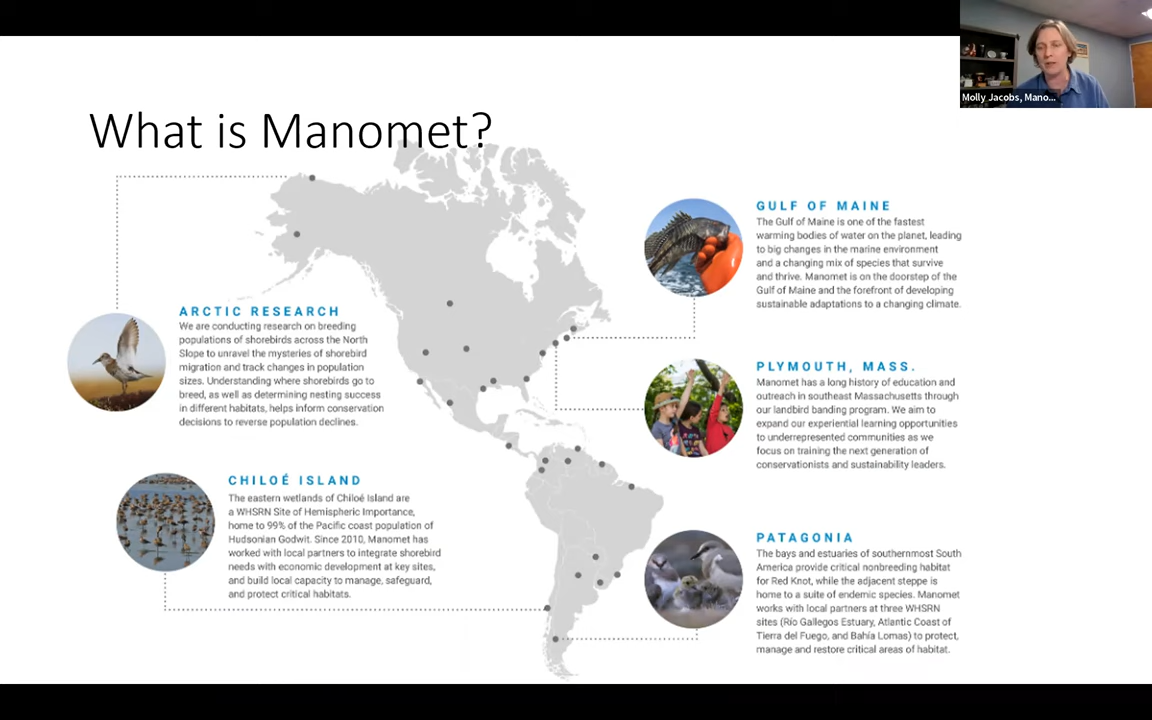 Molly Jacobs, Mano...
What is Manomet?
ARCTIC RESEARCH
We are conducting research on breeding
populations of shorebirds across the North
Slope to unravel the mysteries of shorebird
migration and track changes in population
sizes. Understanding where shorebirds go to
breed, as well as determining nesting success
in different habitats, helps inform conservation
decisions to reverse population declines.
CHILOÉ ISLAND
The eastern wetlands of Chiloé Island are
a WHSRN Site of Hemispheric Importance,
home to 99% of the Pacific coast population of
Hudsonian Godwit. Since 2010, Manomet has
worked with local partners to integrate shorebird
needs with economic development at key sites,
and build local capacity to manage, safeguard,
and protect critical habitats.
GULF OF MAINE
The Gulf of Maine is one of the fastest
warming bodies of water on the planet, leading
to big changes in the marine environment
and a changing mix of species that survive
and thrive. Manomet is on the doorstep of the
Gulf of Maine and the forefront of developing
sustainable adaptations to a changing climate.
PLYMOUTH, MASS.
Manomet has a long history of education and
outreach in southeast Massachusetts through
our landbird banding program. We aim to
expand our experiential learning opportunities
to underrepresented communities as we
focus on training the next generation of
conservationists and sustainability leaders.
PATAGONIA
The bays and estuaries of southernmost South
America provide critical nonbreeding habitat
for Red Knot, while the adjacent steppe is
home to a suite of endemic species. Manomet
works with local partners at three WHSRN
sites (Río Gallegos Estuary, Atlantic Coast of
Tierra del Fuego, and Bahía Lomas) to protect,
manage and restore critical areas of habitat.